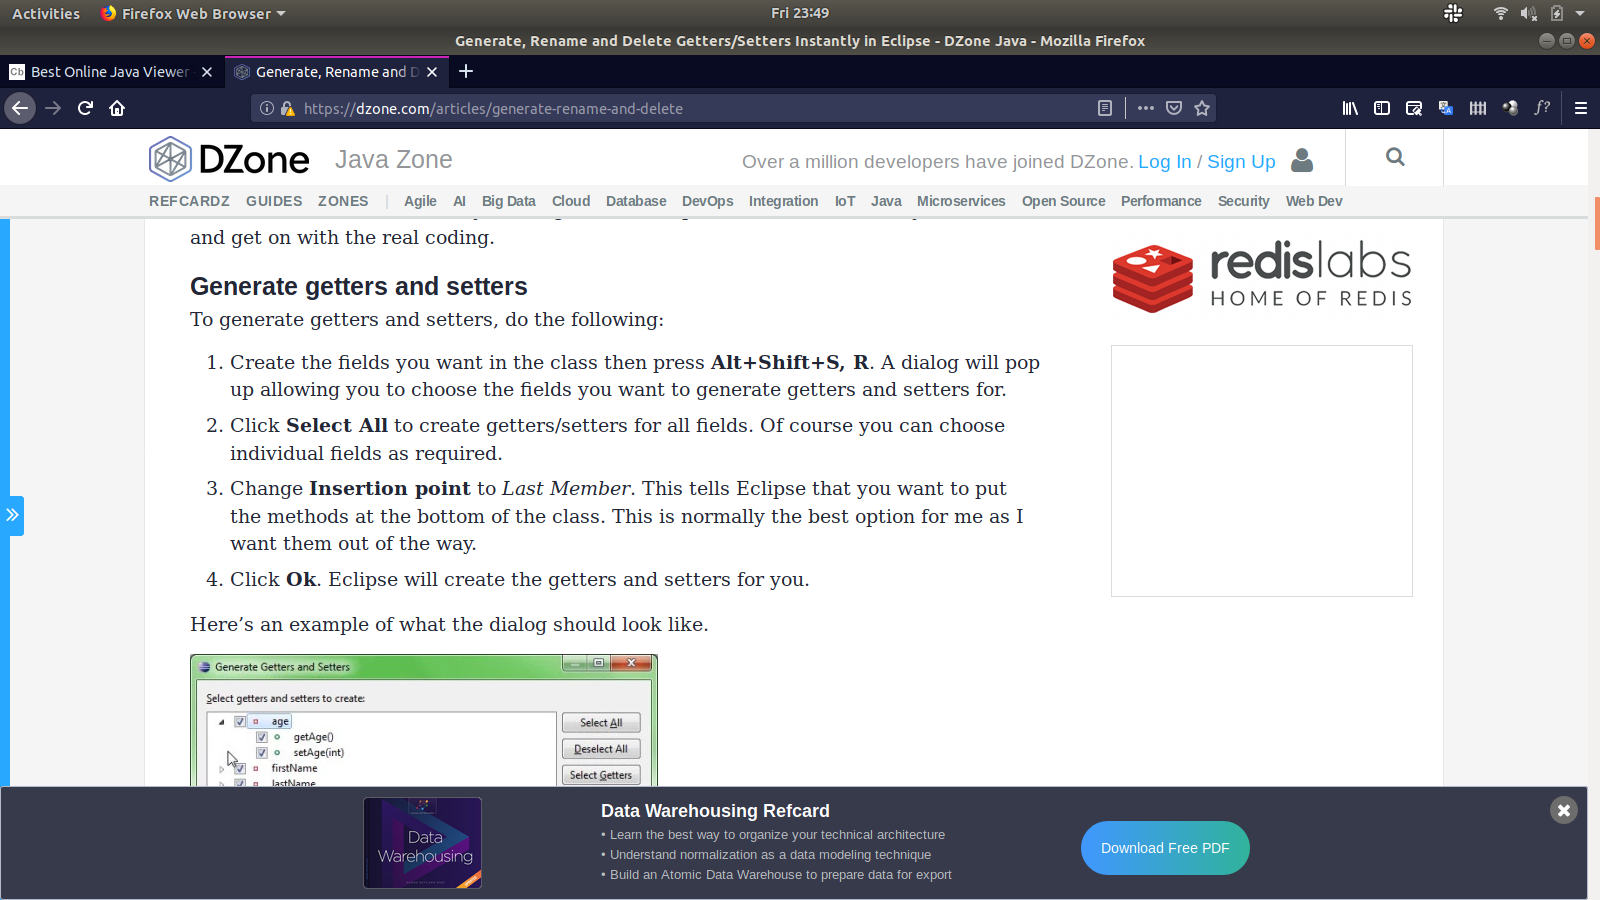 Activities Firefox Web Browser Fri 23:49
Generate, Rename and Delete Getters/Setters Instantly in Eclipse - DZone Java - Mozilla Firefox
Cb Best Online Java Viewer Generate, Rename and D
https://dzone.com/articles/generate-rename-and-delete f?
DZone Java Zone Over a million developers have joined DZone. Log In / Sign Up
REFCARDZ GUIDES ZONES | Agile AI Big Data Cloud Database DevOps Integration IoT Java Microservices Open Source Performance Security Web Dev
and get on with the real coding.
redislabs
HOME OF REDIS
Generate getters and setters
To generate getters and setters, do the following:
1. Create the fields you want in the class then press Alt+Shift+S, R. A dialog will pop
up allowing you to choose the fields you want to generate getters and setters for.
2. Click Select All to create getters/setters for all fields. Of course you can choose
individual fields as required.
3. Change Insertion point to Last Member. This tells Eclipse that you want to put
the methods at the bottom of the class. This is normally the best option for me as I
want them out of the way.
4. Click Ok. Eclipse will create the getters and setters for you.
Here’s an example of what the dialog should look like.
Generate Getters and Setters
Select getters and setters to create:
age Select All
getAge()
setAge(int) Deselect All
firstName Select Getters
lastName
Data Warehousing
Data Warehousing Refcard
• Learn the best way to organize your technical architecture
• Understand normalization as a data modeling technique
• Build an Atomic Data Warehouse to prepare data for export
Download Free PDF